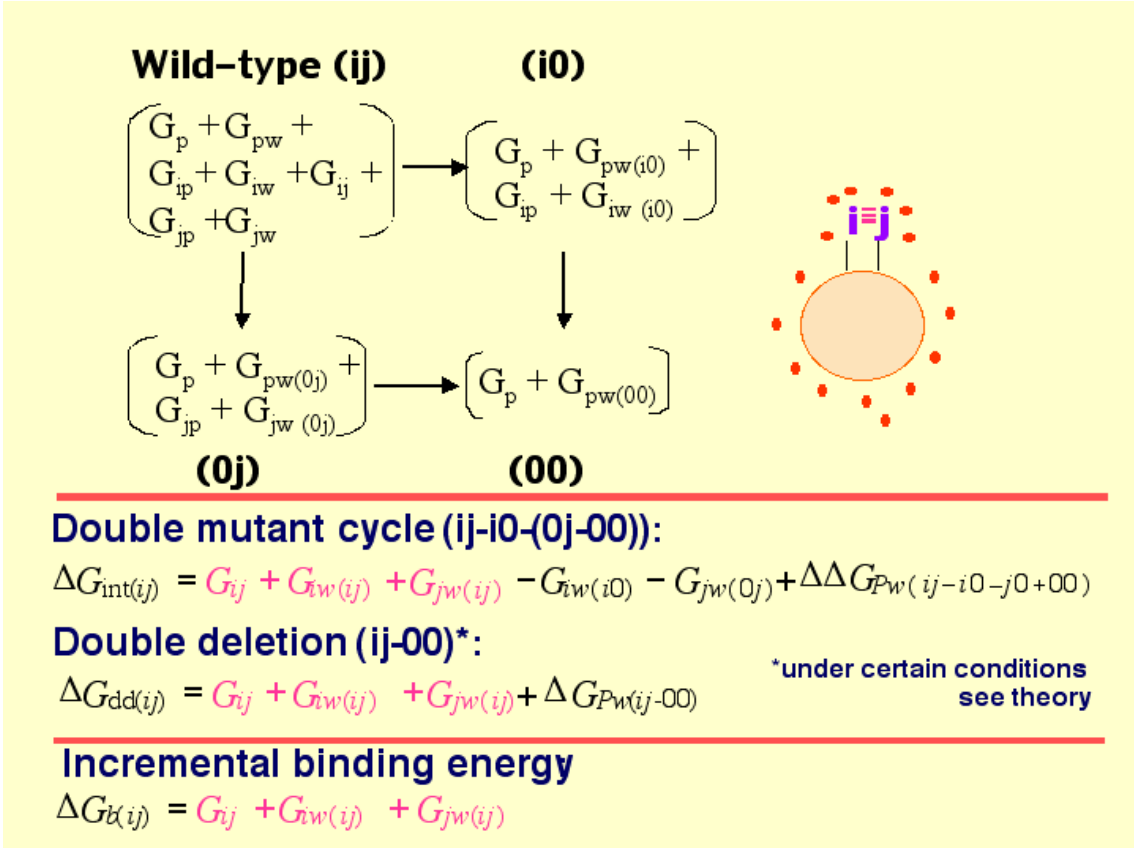 Wild–type (ij) (i0)
G_p + G_pw +
G_ip + G_iw + G_ij +
G_jp + G_jw
G_p + G_pw(i0) +
G_ip + G_iw (i0)
i≡j
G_p + G_pw(0j) +
G_jp + G_jw (0j)
G_p + G_pw(00)
(0j) (00)
Double mutant cycle (ij-i0-(0j-00)):
ΔG_int(ij) = G_ij + G_iw(ij) + G_jw(ij) − G_iw(i0) − G_jw(0j) + ΔΔG_Pw(ij−i0−j0+00)
Double deletion (ij-00)*:
*under certain conditions
see theory
ΔG_dd(ij) = G_ij + G_iw(ij) + G_jw(ij) + ΔG_Pw(ij-00)
Incremental binding energy
ΔG_b(ij) = G_ij + G_iw(ij) + G_jw(ij)